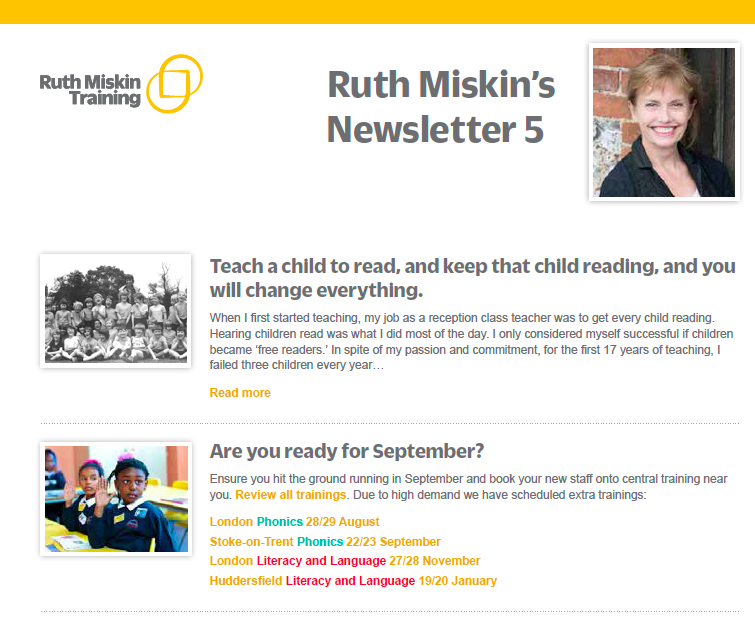 Ruth Miskin
Training
Ruth Miskin's
Newsletter 5
Teach a child to read, and keep that child reading, and you
will change everything.
When I first started teaching, my job as a reception class teacher was to get every child reading.
Hearing children read was what I did most of the day. I only considered myself successful if children
became ‘free readers.’ In spite of my passion and commitment, for the first 17 years of teaching, I
failed three children every year…
Read more
Are you ready for September?
Ensure you hit the ground running in September and book your new staff onto central training near
you. Review all trainings. Due to high demand we have scheduled extra trainings:
London Phonics 28/29 August
Stoke-on-Trent Phonics 22/23 September
London Literacy and Language 27/28 November
Huddersfield Literacy and Language 19/20 January